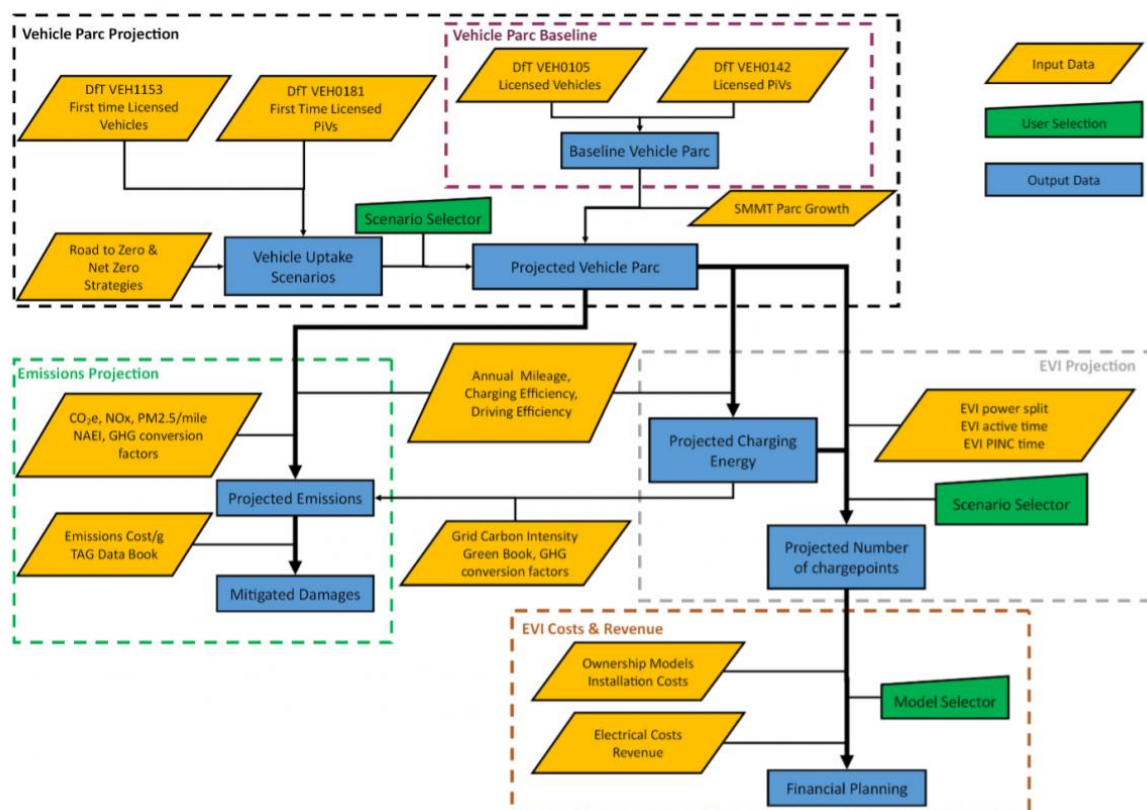 Vehicle Parc Projection
DfT VEH1153
First time Licensed
Vehicles
DfT VEH0181
First Time Licensed
PiVs
Vehicle Parc Baseline
DfT VEH0105
Licensed Vehicles
DfT VEH0142
Licensed PiVs
Baseline Vehicle Parc
Input Data
User Selection
Output Data
SMMT Parc Growth
Scenario Selector
Road to Zero &
Net Zero
Strategies
Vehicle Uptake
Scenarios
Projected Vehicle Parc
Emissions Projection
CO₂e, NOx, PM2.5/mile
NAEI, GHG conversion
factors
Annual Mileage,
Charging Efficiency,
Driving Efficiency
EVI Projection
EVI power split
EVI active time
EVI PINC time
Projected Charging
Energy
Projected Emissions
Scenario Selector
Emissions Cost/g
TAG Data Book
Grid Carbon Intensity
Green Book, GHG
conversion factors
Projected Number
of chargepoints
Mitigated Damages
EVI Costs & Revenue
Ownership Models
Installation Costs
Model Selector
Electrical Costs
Revenue
Financial Planning